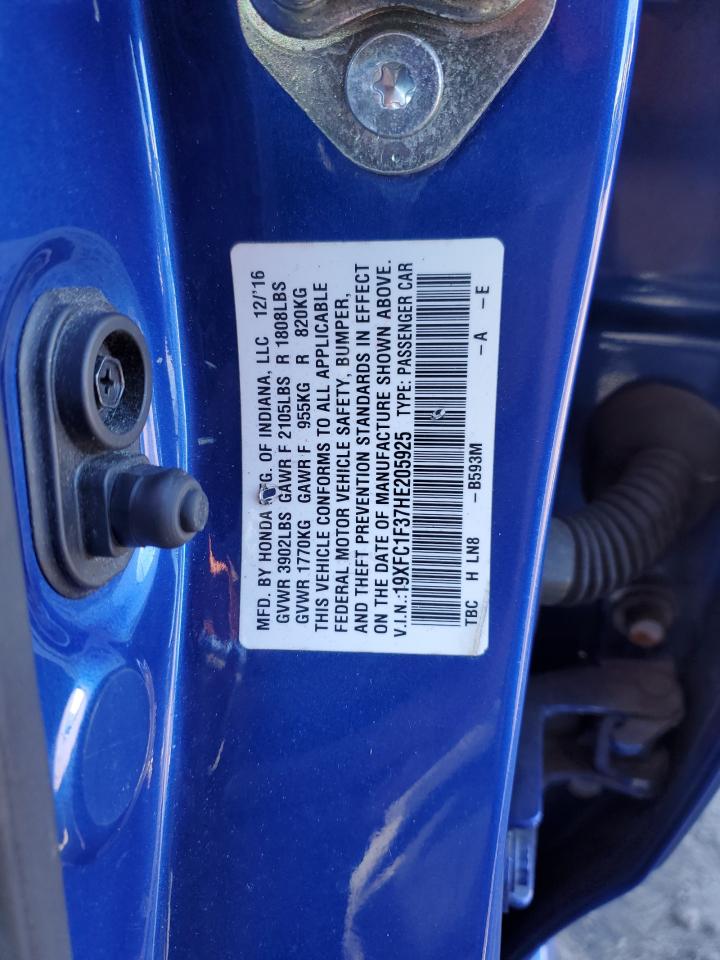 MFD. BY HONDA MFG. OF INDIANA, LLC 12/'16
GVWR 3902LBS GAWR F 2105LBS R 1808LBS
GVWR 1770KG GAWR F 955KG R 820KG
THIS VEHICLE CONFORMS TO ALL APPLICABLE
FEDERAL MOTOR VEHICLE SAFETY, BUMPER,
AND THEFT PREVENTION STANDARDS IN EFFECT
ON THE DATE OF MANUFACTURE SHOWN ABOVE.
V.I.N.:19XFC1F37HE205925 TYPE: PASSENGER CAR
TBC H LN8 -B593M -A -E